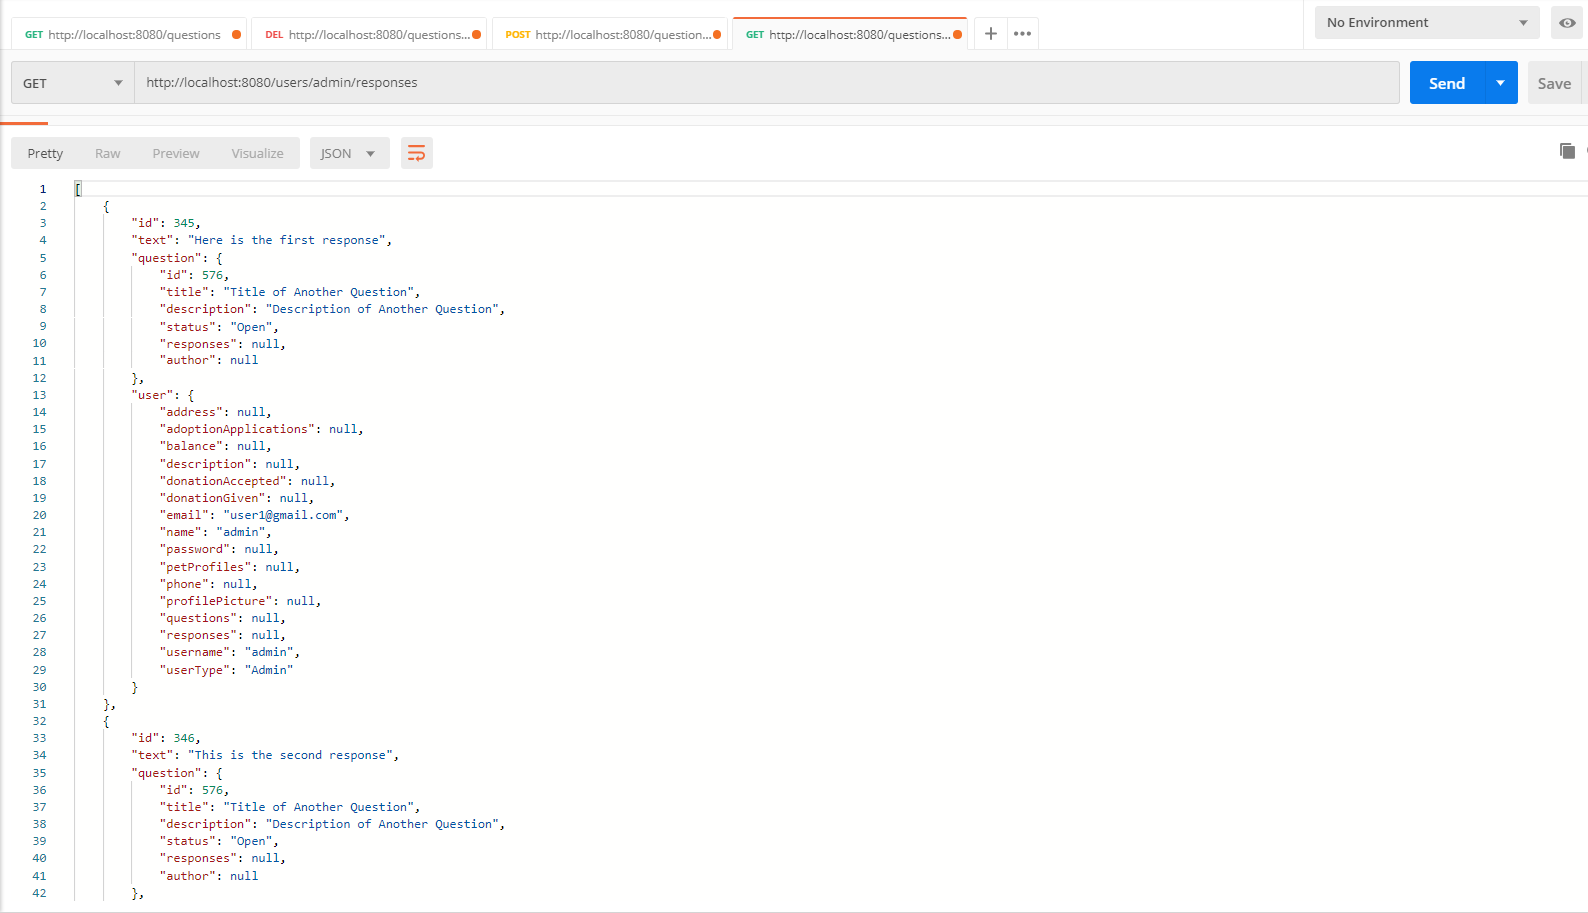 GET http://localhost:8080/questions DEL http://localhost:8080/questions... POST http://localhost:8080/question... GET http://localhost:8080/questions... + ••• No Environment
GET http://localhost:8080/users/admin/responses Send Save
Pretty Raw Preview Visualize JSON
1 [
2 {
3 "id": 345,
4 "text": "Here is the first response",
5 "question": {
6 "id": 576,
7 "title": "Title of Another Question",
8 "description": "Description of Another Question",
9 "status": "Open",
10 "responses": null,
11 "author": null
12 },
13 "user": {
14 "address": null,
15 "adoptionApplications": null,
16 "balance": null,
17 "description": null,
18 "donationAccepted": null,
19 "donationGiven": null,
20 "email": "user1@gmail.com",
21 "name": "admin",
22 "password": null,
23 "petProfiles": null,
24 "phone": null,
25 "profilePicture": null,
26 "questions": null,
27 "responses": null,
28 "username": "admin",
29 "userType": "Admin"
30 }
31 },
32 {
33 "id": 346,
34 "text": "This is the second response",
35 "question": {
36 "id": 576,
37 "title": "Title of Another Question",
38 "description": "Description of Another Question",
39 "status": "Open",
40 "responses": null,
41 "author": null
42 },